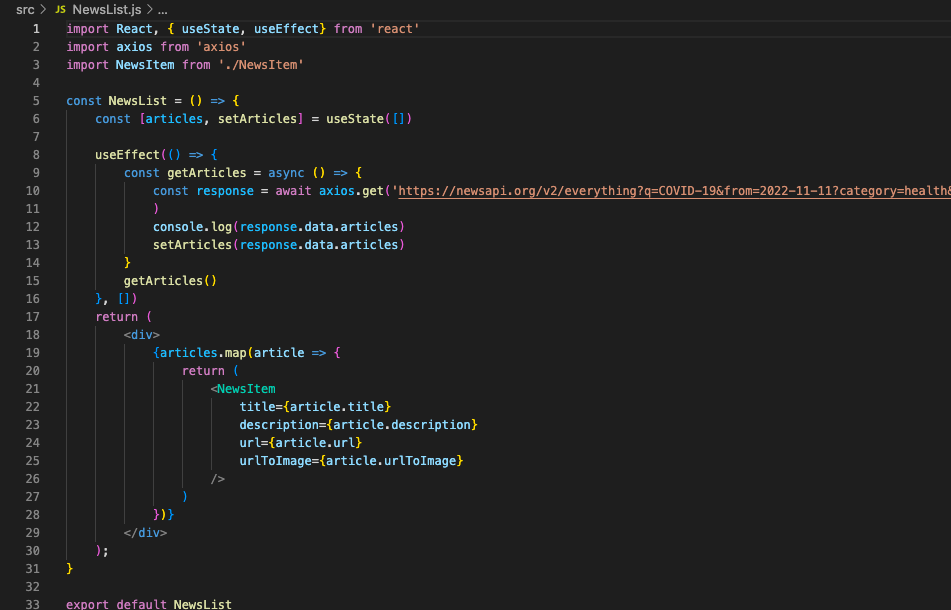 src > JS NewsList.js > ...
1 import React, { useState, useEffect} from 'react'
2 import axios from 'axios'
3 import NewsItem from './NewsItem'
4
5 const NewsList = () => {
6     const [articles, setArticles] = useState([])
7
8     useEffect(() => {
9         const getArticles = async () => {
10             const response = await axios.get('https://newsapi.org/v2/everything?q=COVID-19&from=2022-11-11?category=health&
11             )
12             console.log(response.data.articles)
13             setArticles(response.data.articles)
14         }
15         getArticles()
16     }, [])
17     return (
18         <div>
19             {articles.map(article => {
20                 return (
21                     <NewsItem
22                         title={article.title}
23                         description={article.description}
24                         url={article.url}
25                         urlToImage={article.urlToImage}
26                     />
27                 )
28             })}
29         </div>
30     );
31 }
32
33 export default NewsList